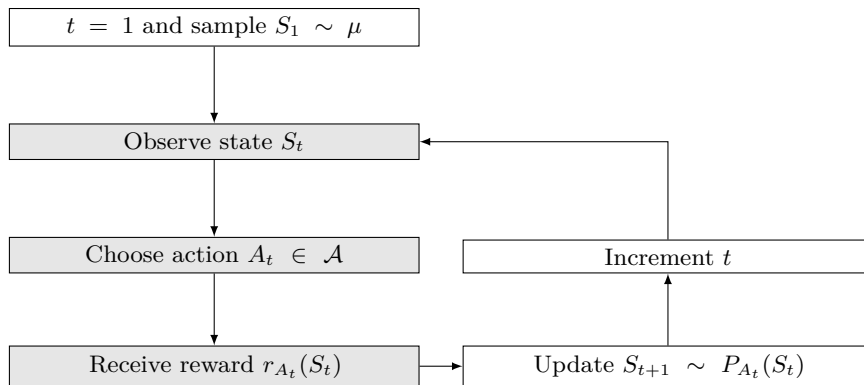 t = 1 and sample S₁ ∼ μ
Observe state Sₜ
Choose action Aₜ ∈ 𝒜
Increment t
Receive reward r_{Aₜ}(Sₜ)
Update Sₜ₊₁ ∼ P_{Aₜ}(Sₜ)